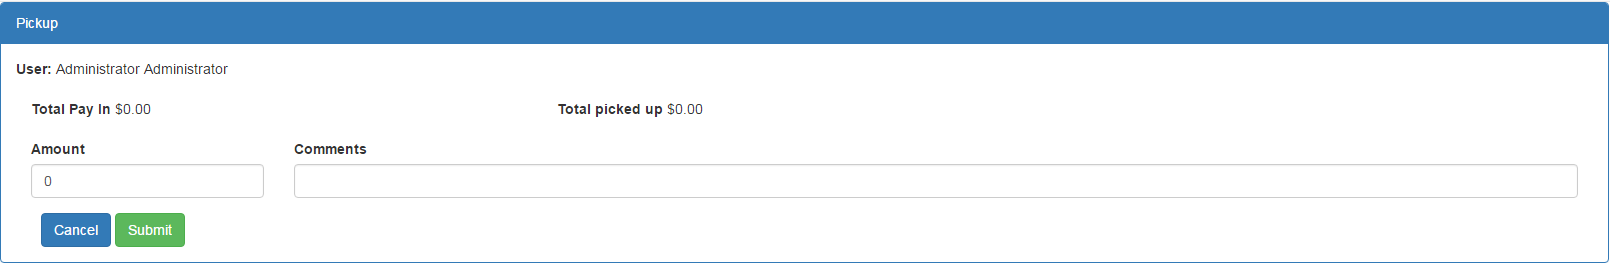 Pickup
User: Administrator Administrator
Total Pay In $0.00 Total picked up $0.00
Amount Comments
0
Cancel Submit